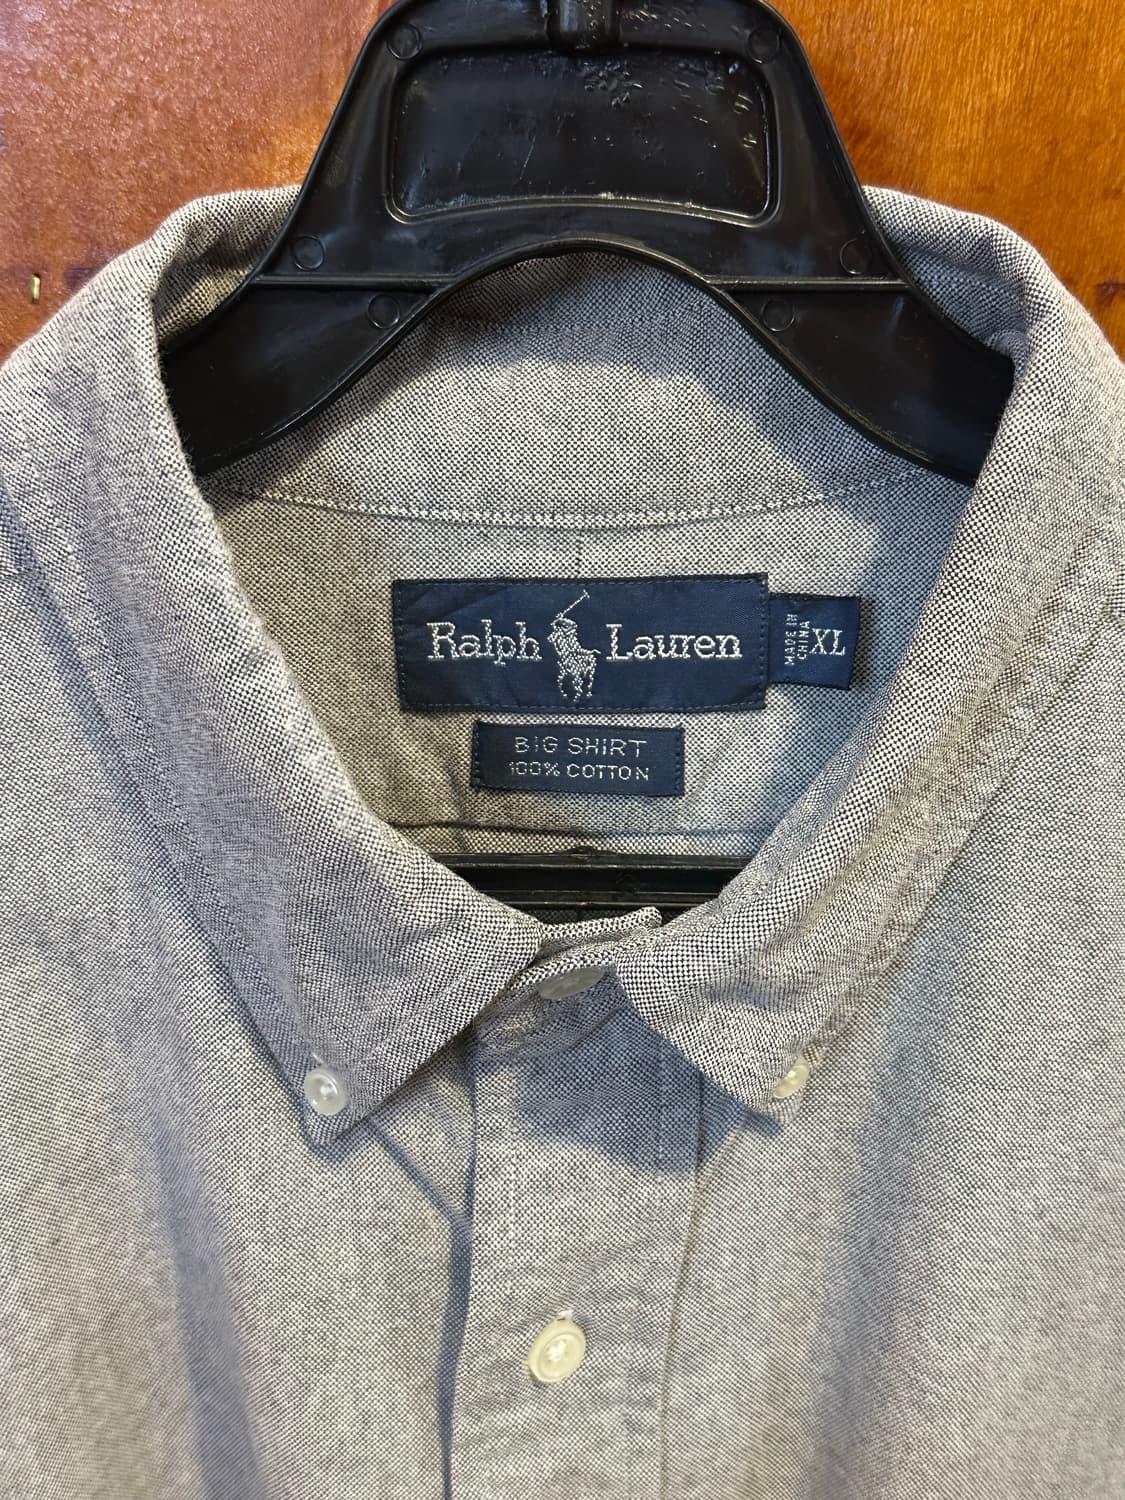 Ralph Lauren
MADE IN
CHINA
XL
BIG SHIRT
100% COTTON